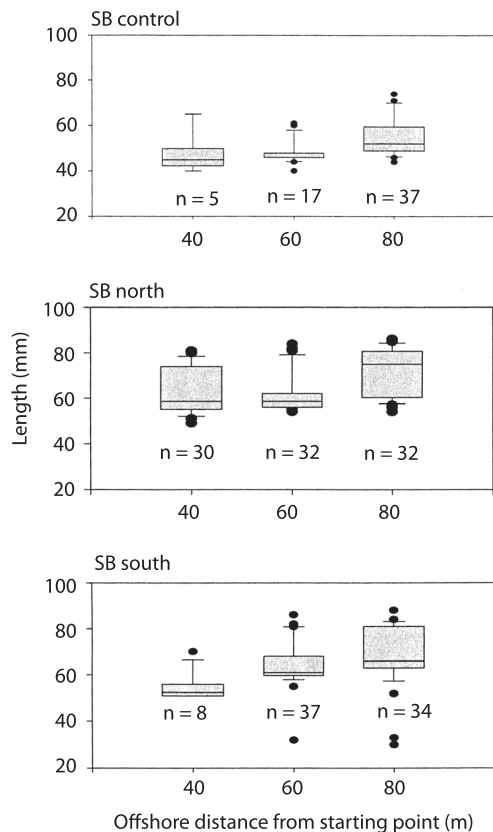 SB control
100
80
60
40
20
n = 5
n = 17
n = 37
40
60
80
SB north
100
80
60
40
20
n = 30
n = 32
n = 32
40
60
80
Length (mm)
SB south
100
80
60
40
20
n = 8
n = 37
n = 34
40
60
80
Offshore distance from starting point (m)